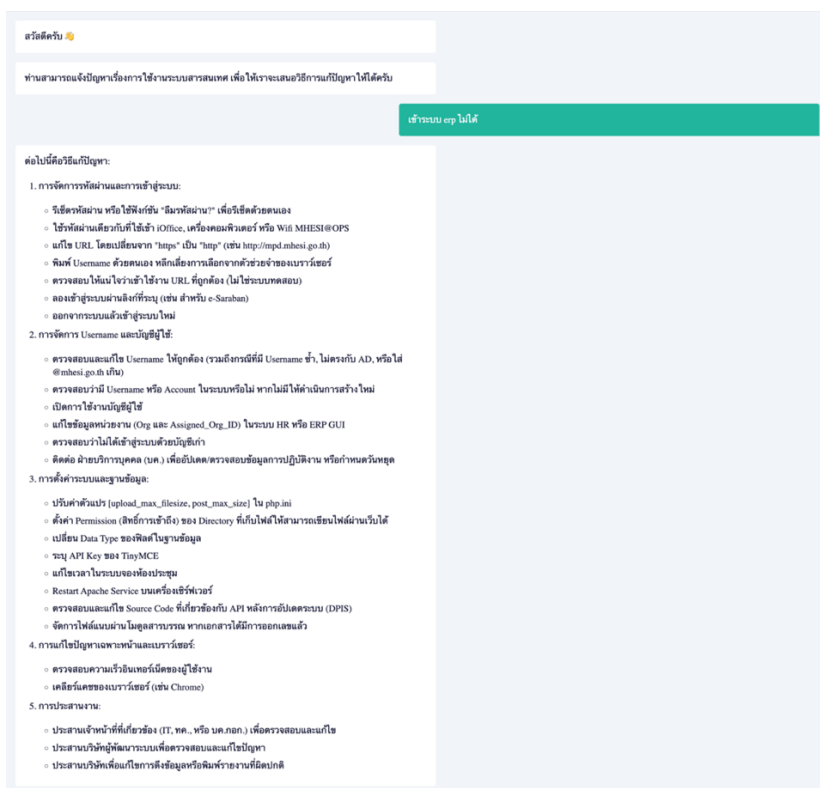 สวัสดีครับ 👋
ท่านสามารถแจ้งปัญหาเรื่องการใช้งานระบบสารสนเทศ เพื่อให้เราจะเสนอวิธีการแก้ปัญหาให้ได้ครับ
เข้าระบบ erp ไม่ได้
ต่อไปนี้คือวิธีแก้ปัญหา:
1. การจัดการรหัสผ่านและการเข้าสู่ระบบ:
○ รีเซ็ตรหัสผ่าน หรือใช้ฟังก์ชัน "ลืมรหัสผ่าน?" เพื่อรีเซ็ตด้วยตนเอง
○ ใช้รหัสผ่านเดียวกับที่ใช้เข้า iOffice, เครื่องคอมพิวเตอร์ หรือ Wifi MHESI@OPS
○ แก้ไข URL โดยเปลี่ยนจาก "https" เป็น "http" (เช่น http://mpd.mhesi.go.th)
○ พิมพ์ Username ด้วยตนเอง หลีกเลี่ยงการเลือกจากตัวช่วยจำของเบราว์เซอร์
○ ตรวจสอบให้แน่ใจว่าเข้าใช้งาน URL ที่ถูกต้อง (ไม่ใช่ระบบทดสอบ)
○ ลองเข้าสู่ระบบผ่านลิงก์ที่ระบุ (เช่น สำหรับ e-Saraban)
○ ออกจากระบบแล้วเข้าสู่ระบบใหม่
2. การจัดการ Username และบัญชีผู้ใช้:
○ ตรวจสอบและแก้ไข Username ให้ถูกต้อง (รวมถึงกรณีที่มี Username ซ้ำ, ไม่ตรงกับ AD, หรือใส่
@mhesi.go.th เกิน)
○ ตรวจสอบว่ามี Username หรือ Account ในระบบหรือไม่ หากไม่มีให้ดำเนินการสร้างใหม่
○ เปิดการใช้งานบัญชีผู้ใช้
○ แก้ไขข้อมูลหน่วยงาน (Org และ Assigned_Org_ID) ในระบบ HR หรือ ERP GUI
○ ตรวจสอบว่าไม่ได้เข้าสู่ระบบด้วยบัญชีเก่า
○ ติดต่อ ฝ่ายบริการบุคคล (บค.) เพื่ออัปเดต/ตรวจสอบข้อมูลการปฏิบัติงาน หรือกำหนดวันหยุด
3. การตั้งค่าระบบและฐานข้อมูล:
○ ปรับค่าตัวแปร [upload_max_filesize, post_max_size] ใน php.ini
○ ตั้งค่า Permission (สิทธิ์การเข้าถึง) ของ Directory ที่เก็บไฟล์ให้สามารถเขียนไฟล์ผ่านเว็บได้
○ เปลี่ยน Data Type ของฟิลด์ในฐานข้อมูล
○ ระบุ API Key ของ TinyMCE
○ แก้ไขเวลาในระบบจองห้องประชุม
○ Restart Apache Service บนเครื่องเซิร์ฟเวอร์
○ ตรวจสอบและแก้ไข Source Code ที่เกี่ยวข้องกับ API หลังการอัปเดตระบบ (DPIS)
○ จัดการไฟล์แนบผ่านโมดูลสารบรรณ หากเอกสารได้มีการออกเลขแล้ว
4. การแก้ไขปัญหาเฉพาะหน้าและเบราว์เซอร์:
○ ตรวจสอบความเร็วอินเทอร์เน็ตของผู้ใช้งาน
○ เคลียร์แคชของเบราว์เซอร์ (เช่น Chrome)
5. การประสานงาน:
○ ประสานเจ้าหน้าที่ที่เกี่ยวข้อง (IT, ทค., หรือ บค.กอก.) เพื่อตรวจสอบและแก้ไข
○ ประสานบริษัทผู้พัฒนาระบบเพื่อตรวจสอบและแก้ไขปัญหา
○ ประสานบริษัทเพื่อแก้ไขการดึงข้อมูลหรือพิมพ์รายงานที่ผิดปกติ